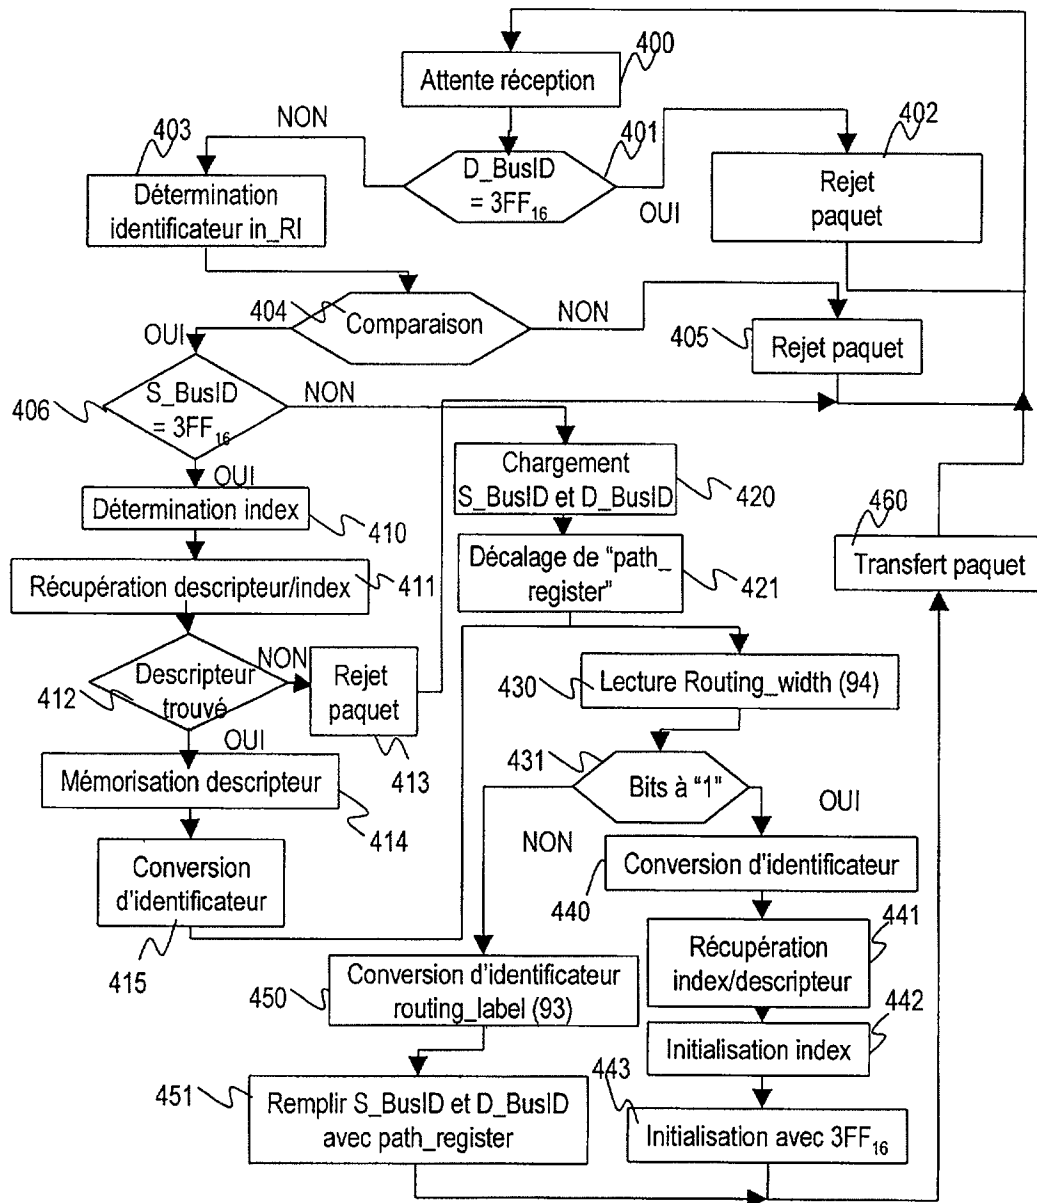 400
Attente réception
NON
403
401
402
D_BusID
= 3FF₁₆
Rejet
paquet
Détermination
identificateur in_RI
OUI
404
Comparaison
NON
405
Rejet paquet
OUI
406
S_BusID
= 3FF₁₆
NON
OUI
Chargement
S_BusID et D_BusID
420
Détermination index
410
460
Transfert paquet
Décalage de “path_
register”
421
Récupération descripteur/index
411
NON
Descripteur
trouvé
412
Rejet
paquet
413
Lecture Routing_width (94)
430
OUI
Mémorisation descripteur
414
431
Bits à “1”
OUI
NON
Conversion
d'identificateur
415
Conversion d'identificateur
440
441
Récupération
index/descripteur
Conversion d'identificateur
routing_label (93)
450
442
Initialisation index
443
451
Remplir S_BusID et D_BusID
avec path_register
Initialisation avec 3FF₁₆